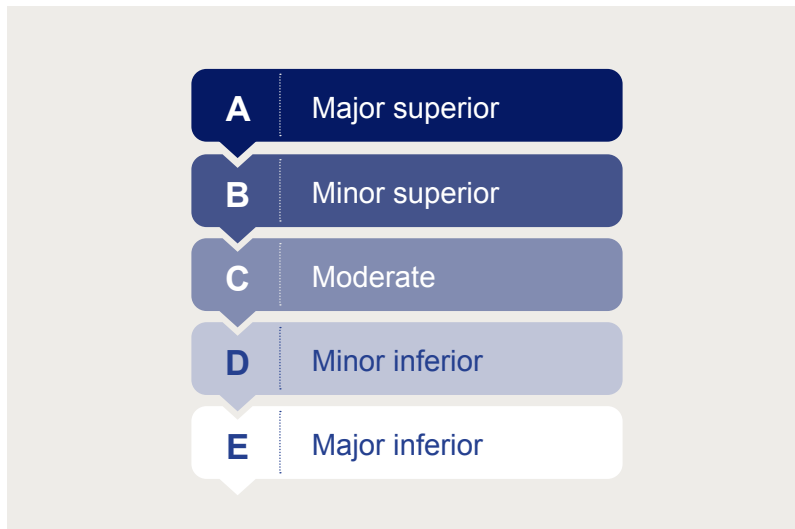 A Major superior
B Minor superior
C Moderate
D Minor inferior
E Major inferior